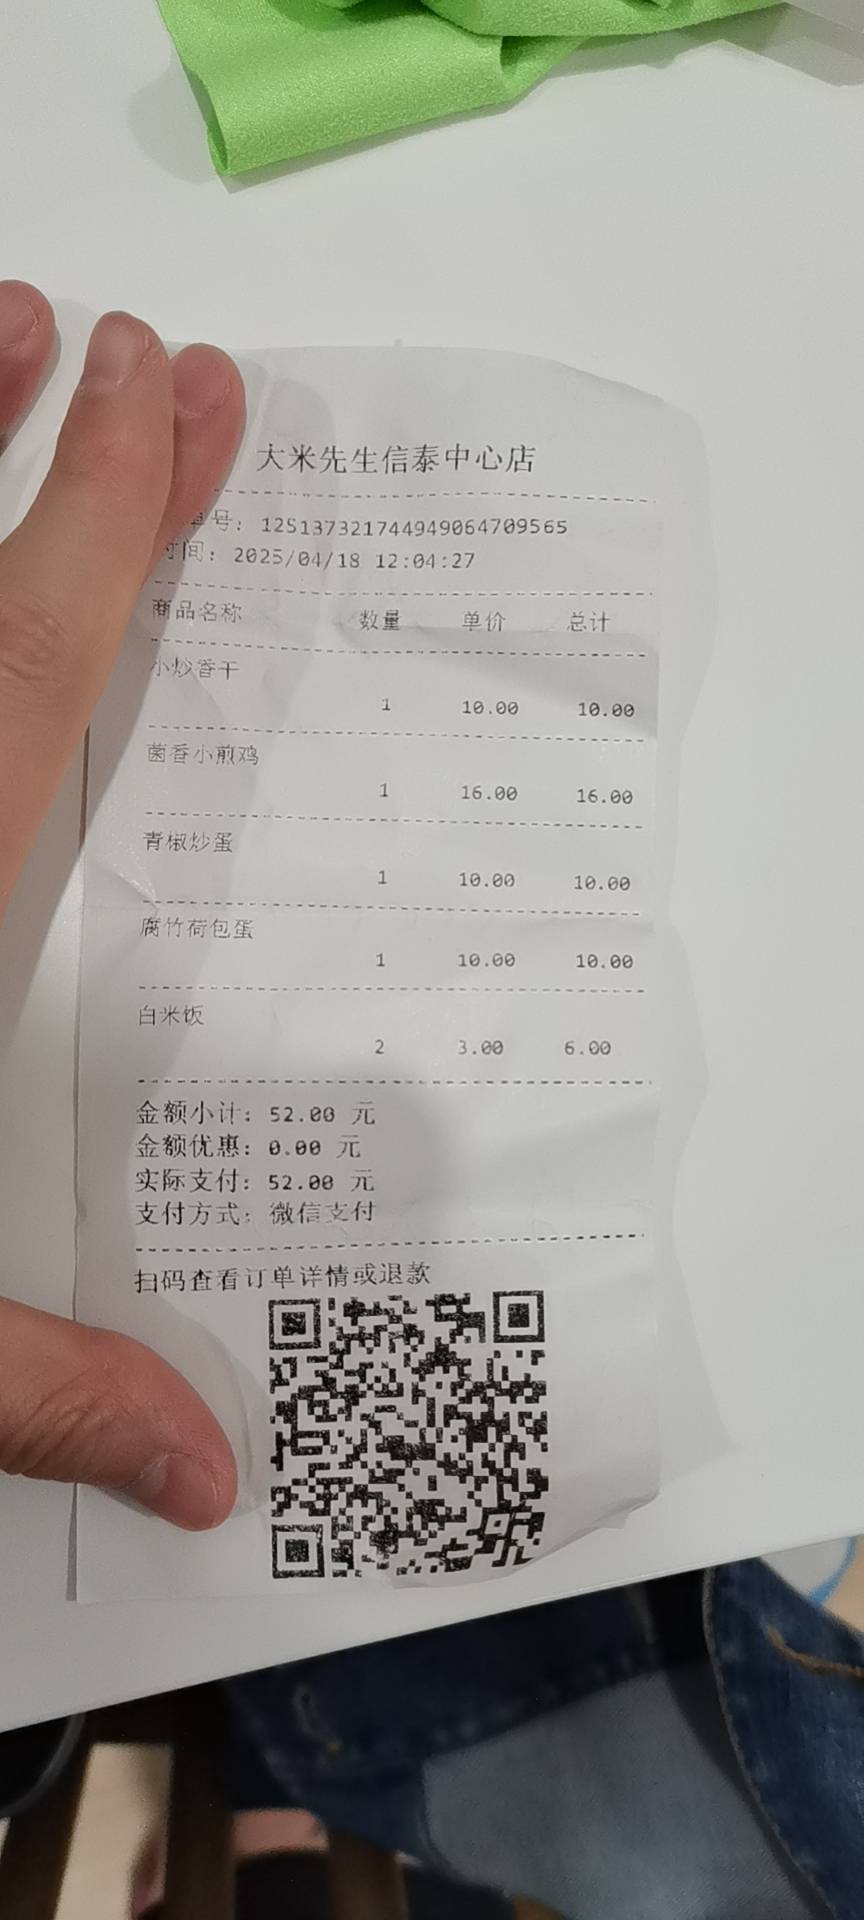 大米先生信泰中心店
单号: 1251373217449490647​09565
时间: 2025/04/18 12:04:27
商品名称 数量 单价 总计
小炒香干
1 10.00 10.00
菌香小煎鸡
1 16.00 16.00
青椒炒蛋
1 10.00 10.00
腐竹荷包蛋
1 10.00 10.00
白米饭
2 3.00 6.00
金额小计: 52.00 元
金额优惠: 0.00 元
实际支付: 52.00 元
支付方式: 微信支付
扫码查看订单详情或退款